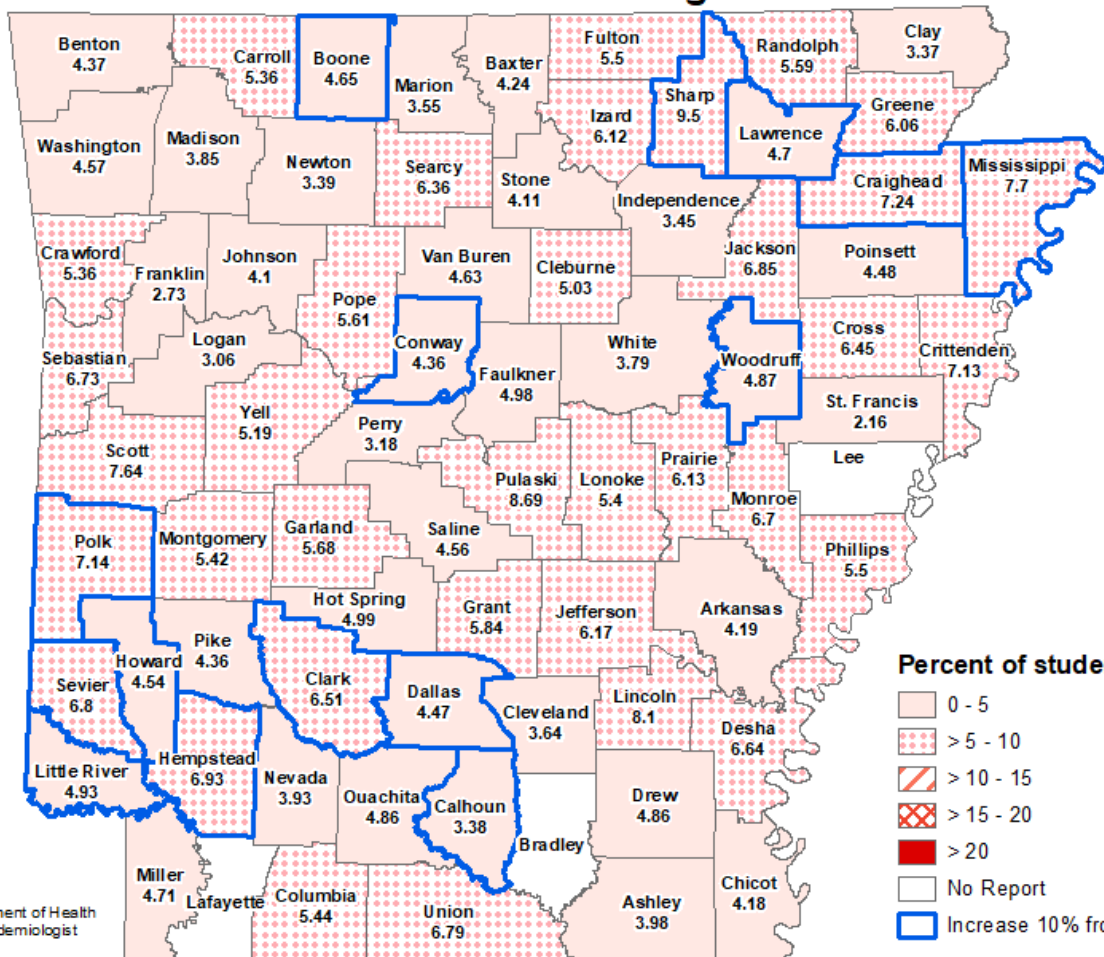 Benton
4.37
Carroll
5.36
Boone
4.65
Marion
3.55
Baxter
4.24
Fulton
5.5
Randolph
5.59
Clay
3.37
Izard
6.12
Sharp
9.5
Lawrence
4.7
Greene
6.06
Washington
4.57
Madison
3.85
Newton
3.39
Searcy
6.36
Stone
4.11
Independence
3.45
Craighead
7.24
Mississippi
7.7
Crawford
5.36
Franklin
2.73
Johnson
4.1
Pope
5.61
Van Buren
4.63
Cleburne
5.03
Jackson
6.85
Poinsett
4.48
Sebastian
6.73
Logan
3.06
Conway
4.36
Faulkner
4.98
White
3.79
Woodruff
4.87
Cross
6.45
Crittenden
7.13
St. Francis
2.16
Scott
7.64
Yell
5.19
Perry
3.18
Pulaski
8.69
Lonoke
5.4
Prairie
6.13
Monroe
6.7
Lee
Polk
7.14
Montgomery
5.42
Garland
5.68
Saline
4.56
Phillips
5.5
Hot Spring
4.99
Grant
5.84
Jefferson
6.17
Arkansas
4.19
Sevier
6.8
Howard
4.54
Pike
4.36
Clark
6.51
Dallas
4.47
Cleveland
3.64
Lincoln
8.1
Desha
6.64
Little River
4.93
Hempstead
6.93
Nevada
3.93
Ouachita
4.86
Calhoun
3.38
Bradley
Drew
4.86
Miller
4.71
Lafayette
Columbia
5.44
Union
6.79
Ashley
3.98
Chicot
4.18
Percent of stude
0 - 5
> 5 - 10
> 10 - 15
> 15 - 20
> 20
No Report
Increase 10% fro
nent of Health
demiologist